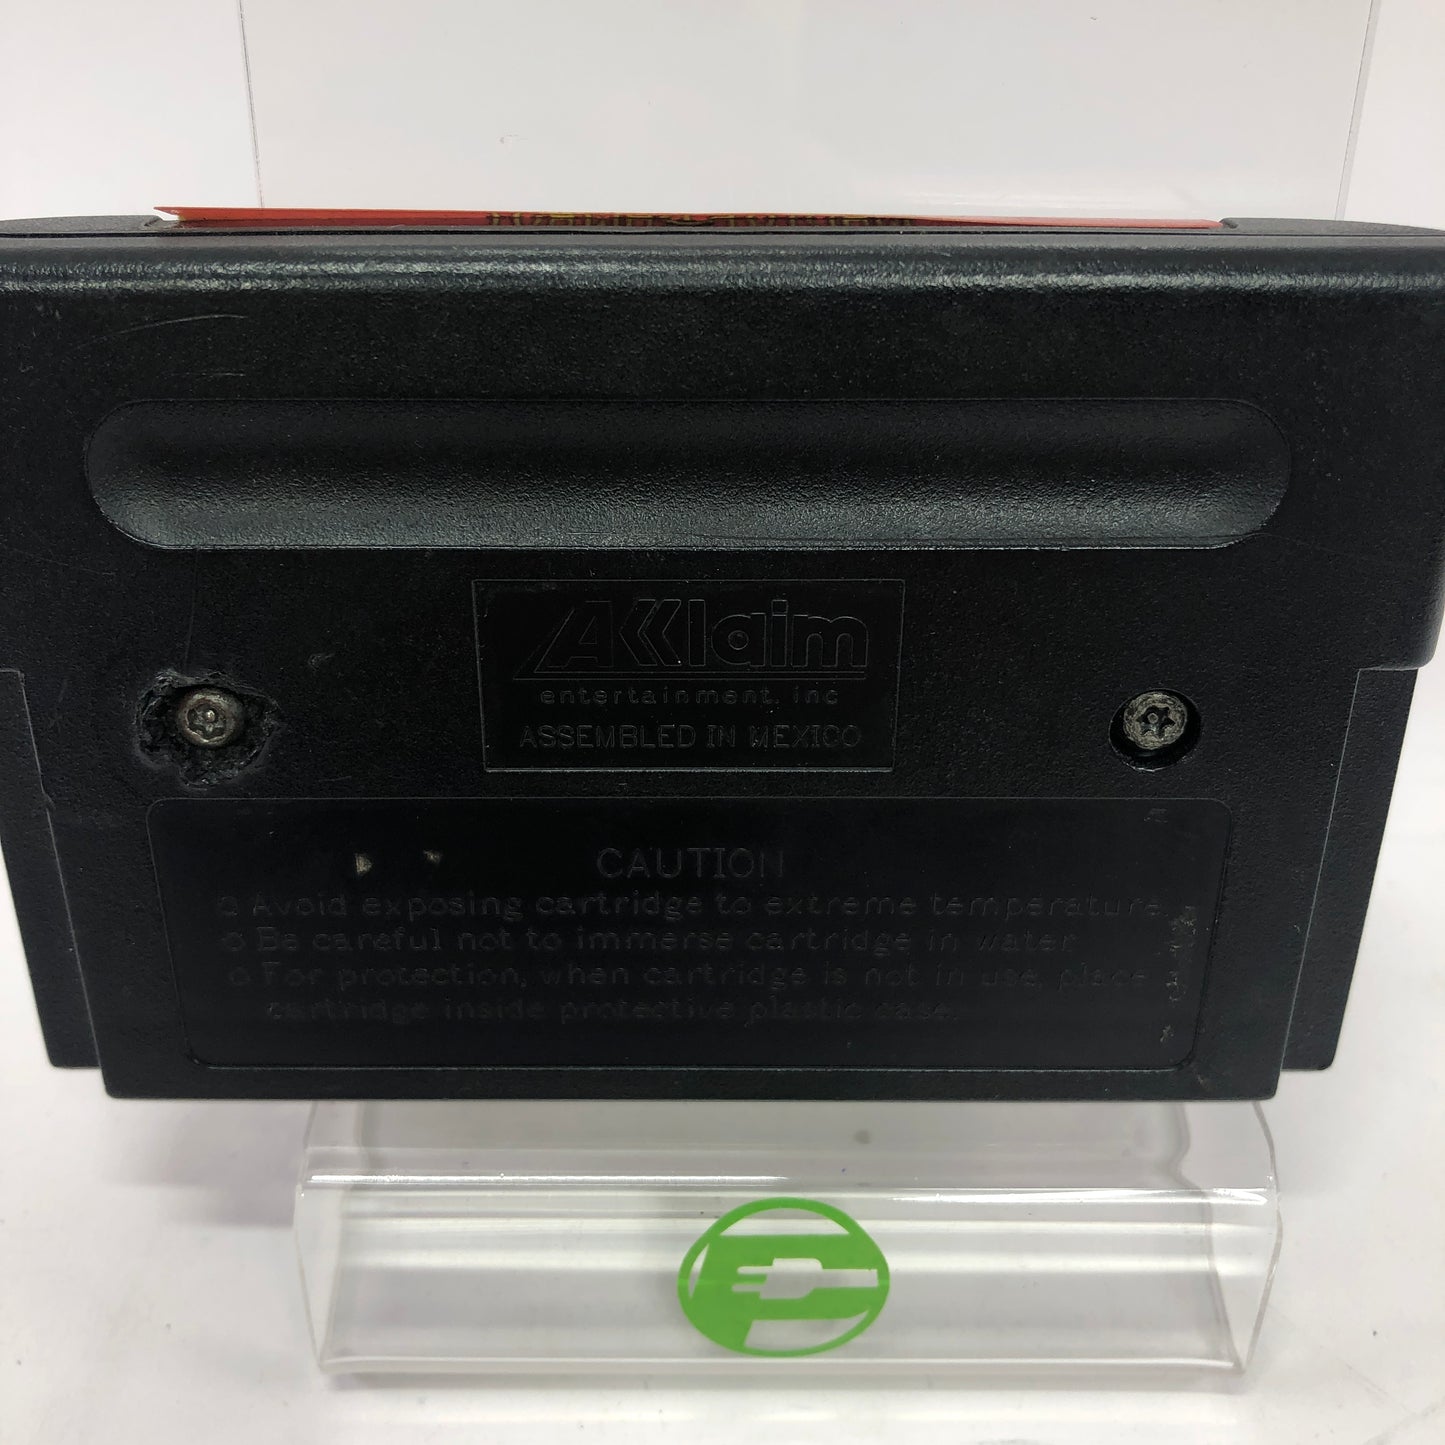 AKKlaim
entertainment, inc
ASSEMBLED IN MEXICO
CAUTION
o Avoid exposing cartridge to extreme temperature.
o Be careful not to immerse cartridge in water
o For protection, when cartridge is not in use, place
cartridge inside protective plastic case.